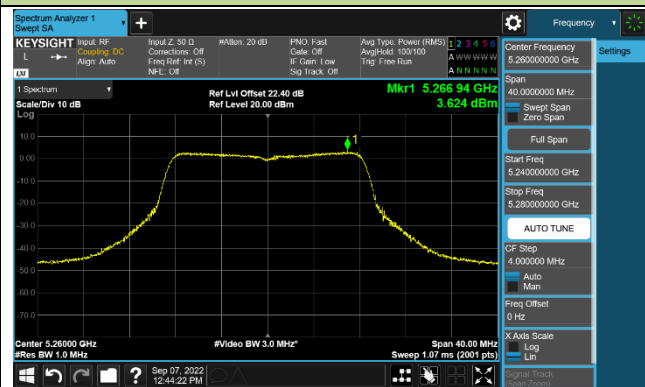 Spectrum Analyzer 1
Swept SA
+
Frequency
KEYSIGHT
L
LXI
Input: RF
Coupling: DC
Align: Auto
Input Z: 50 Ω
Corrections: Off
Freq Ref: Int (S)
NFE: Off
#Atten: 20 dB
PNO: Fast
Gate: Off
IF Gain: Low
Sig Track: Off
Avg Type: Power (RMS)
Avg|Hold: 100/100
Trig: Free Run
1 2 3 4 5 6
A W W W W W
A N N N N N
1 Spectrum
Scale/Div 10 dB
Log
Ref Lvl Offset 22.40 dB
Ref Level 20.00 dBm
Mkr1 5.266 94 GHz
3.624 dBm
1
10.0
0.00
-10.0
-20.0
-30.0
-40.0
-50.0
-60.0
-70.0
Center 5.26000 GHz
#Res BW 1.0 MHz
#Video BW 3.0 MHz*
Span 40.00 MHz
Sweep 1.07 ms (2001 pts)
?
Sep 07, 2022
12:44:22 PM
Center Frequency
5.260000000 GHz
Span
40.0000000 MHz
Swept Span
Zero Span
Full Span
Start Freq
5.240000000 GHz
Stop Freq
5.280000000 GHz
AUTO TUNE
CF Step
4.000000 MHz
Auto
Man
Freq Offset
0 Hz
X Axis Scale
Log
Lin
Signal Track
(Span Zoom)
Settings